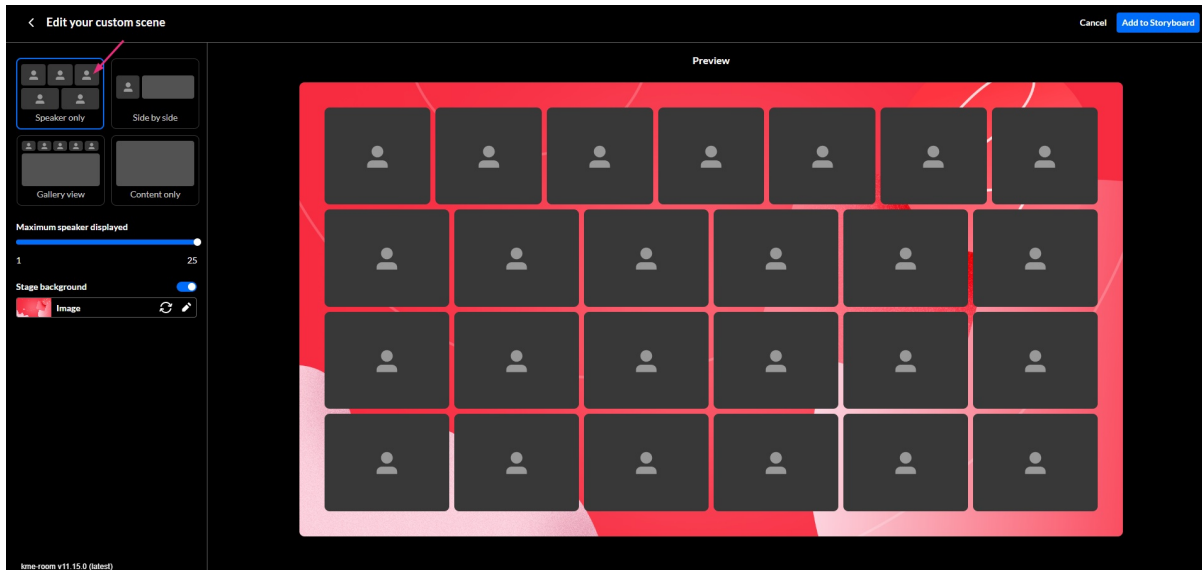 Edit your custom scene
Cancel
Add to Storyboard
Speaker only
Side by side
Gallery view
Content only
Maximum speaker displayed
1
25
Stage background
Image
kme-room v11.15.0 (latest)
Preview